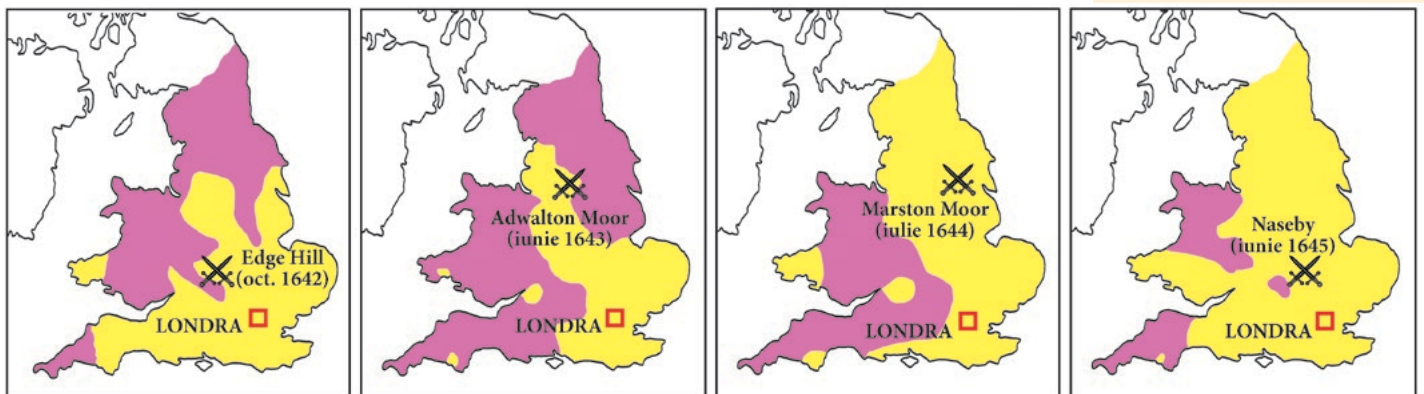 Edge Hill
(oct. 1642)
LONDRA
Adwalton Moor
(iunie 1643)
LONDRA
Marston Moor
(iulie 1644)
LONDRA
Naseby
(iunie 1645)
LONDRA